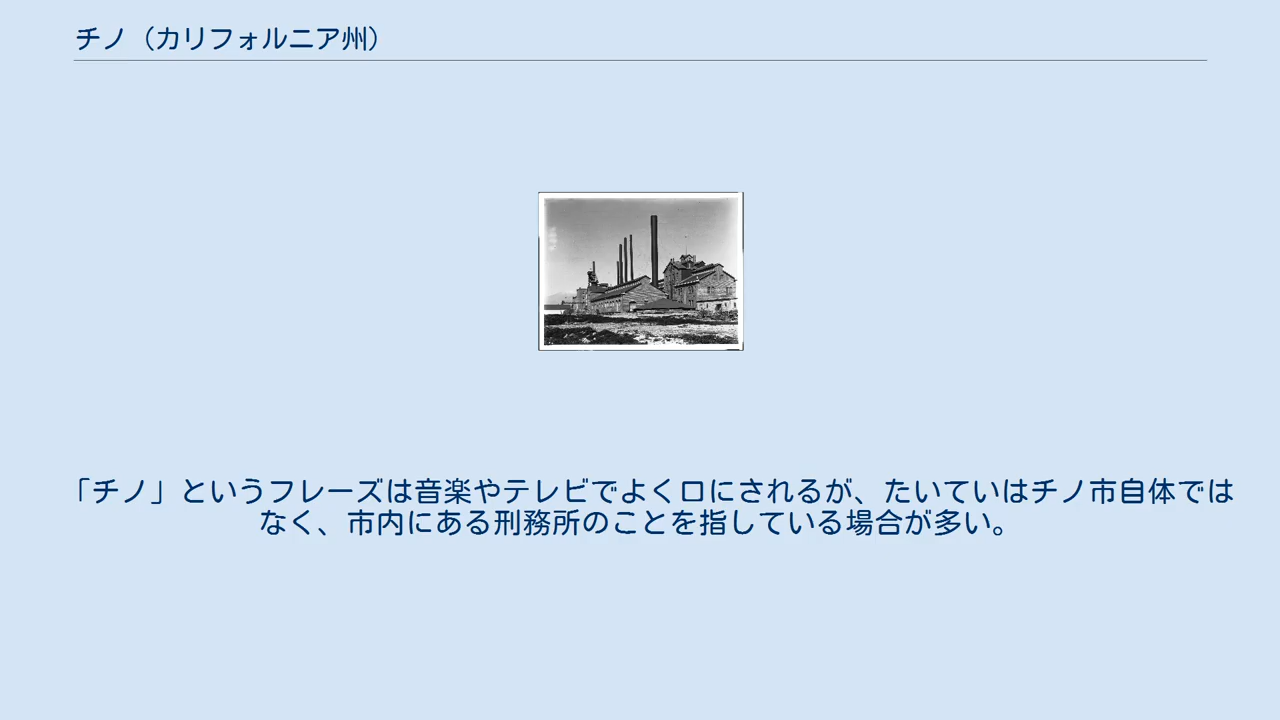 チノ（カリフォルニア州）
「チノ」というフレーズは音楽やテレビでよく口にされるが、たいていはチノ市自体では
なく、市内にある刑務所のことを指している場合が多い。